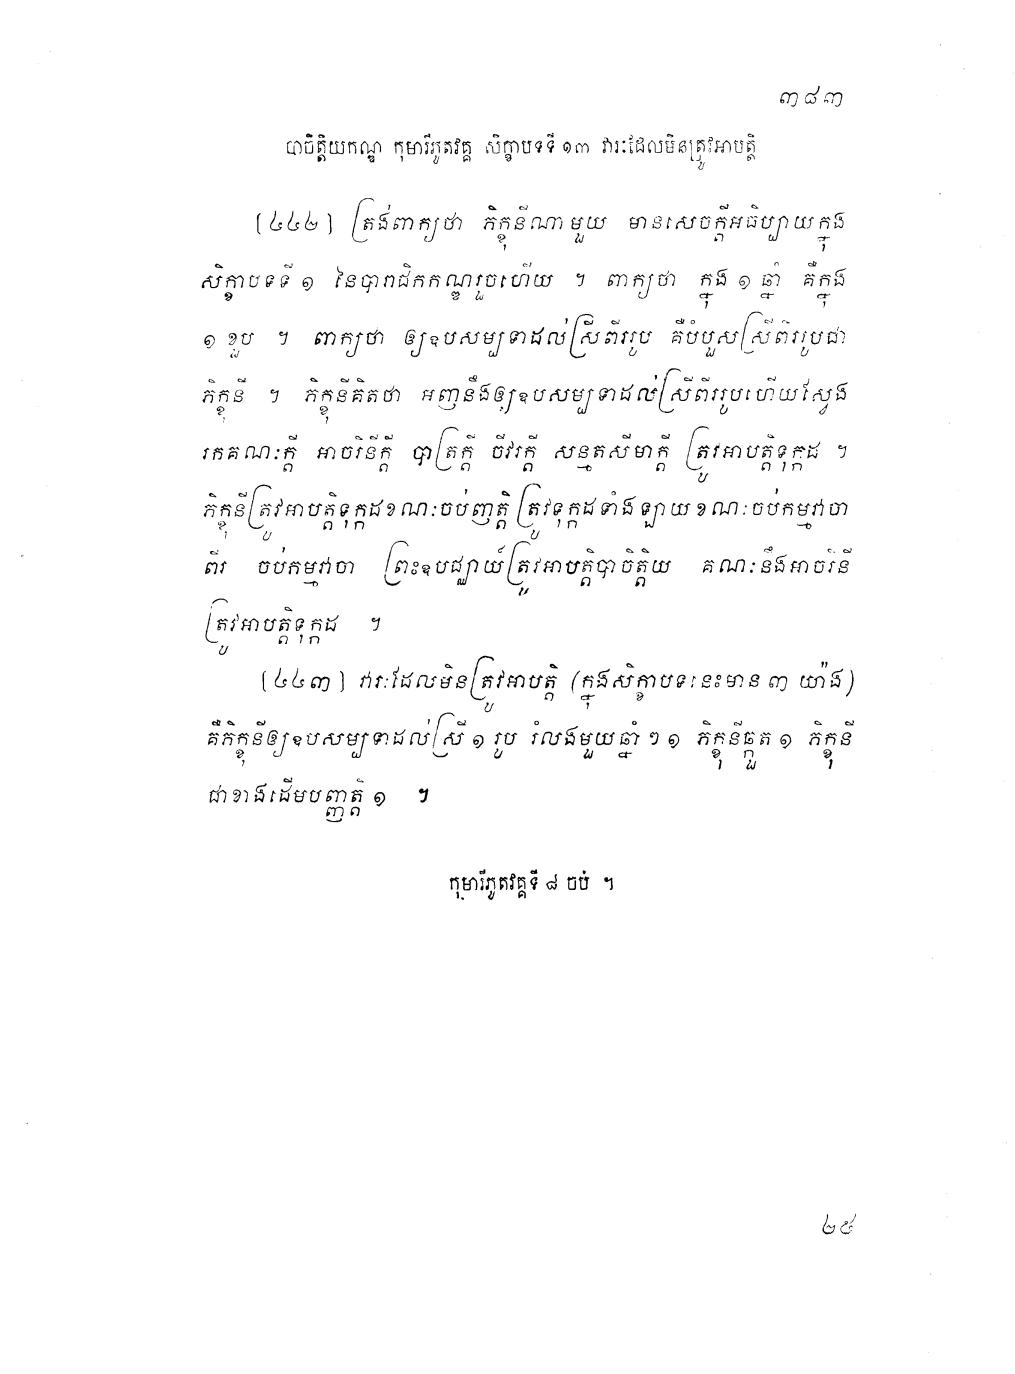 ៣៨៣
បាចិត្តិយកណ្ឌ កុមារីភូតវគ្គ សិក្ខាបទទី ១៣ វារៈដែលមិនត្រូវអាបត្តិ
[៤៤២] ត្រង់ពាក្យថា ភិក្ខុនីណាមួយ មានសេចក្តីអធិប្បាយក្នុង
សិក្ខាបទទី ១ នៃបារាជិកកណ្ឌរួចហើយ ។ ពាក្យថា ក្នុង ១ ឆ្នាំ គឺក្នុង
១ ខួប ។ ពាក្យថា ឲ្យឧបសម្បទាដល់ស្រីពីររូប គឺបំបួសស្រីពីររូបជា
ភិក្ខុនី ។ ភិក្ខុនីគិតថា អញនឹងឲ្យឧបសម្បទាដល់ស្រីពីររូបហើយស្វែង
រកគណៈក្តី អាចរិនីក្តី បាត្រក្តី ចីវរក្តី សន្មតសីមាក្តី ត្រូវអាបត្តិទុក្កដ ។
ភិក្ខុនីត្រូវអាបត្តិទុក្កដខណៈចប់ញត្តិ ត្រូវទុក្កដទាំងឡាយខណៈចប់កម្មវាចា
ពីរ ចប់កម្មវាចា ព្រះឧបជ្ឈាយ៍ត្រូវអាបត្តិបាចិត្តិយ គណៈនឹងអាចរិនី
ត្រូវអាបត្តិទុក្កដ ។
[៤៤៣] វារៈដែលមិនត្រូវអាបត្តិ (ក្នុងសិក្ខាបទនេះមាន ៣ យ៉ាង)
គឺភិក្ខុនីឲ្យឧបសម្បទាដល់ស្រី ១ រូប រំលងមួយឆ្នាំ ៗ ១ ភិក្ខុនីឆ្កួត ១ ភិក្ខុនី
ជាខាងដើមបញ្ញត្តិ ១ ។
កុមារីភូតវគ្គទី ៨ ចប់ ។
២៥